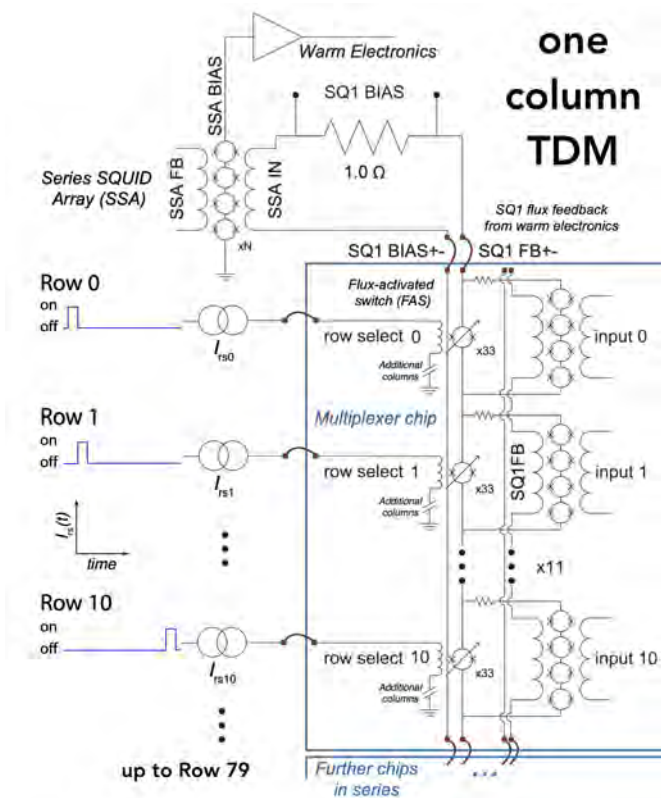 one
column
TDM
Warm Electronics
SSA BIAS
SQ1 BIAS
1.0 Ω
Series SQUID
Array (SSA)
SSA FB
SSA IN
xN
SQ1 flux feedback
from warm electronics
SQ1 BIAS+-
SQ1 FB+-
Row 0
on
off
Irs0
Flux-activated
switch (FAS)
row select 0
Additional
columns
x33
input 0
Multiplexer chip
Row 1
on
off
Irs1
row select 1
Additional
columns
x33
SQ1FB
input 1
Irs(t)
time
x11
Row 10
on
off
Irs10
row select 10
Additional
columns
x33
input 10
up to Row 79
Further chips
in series